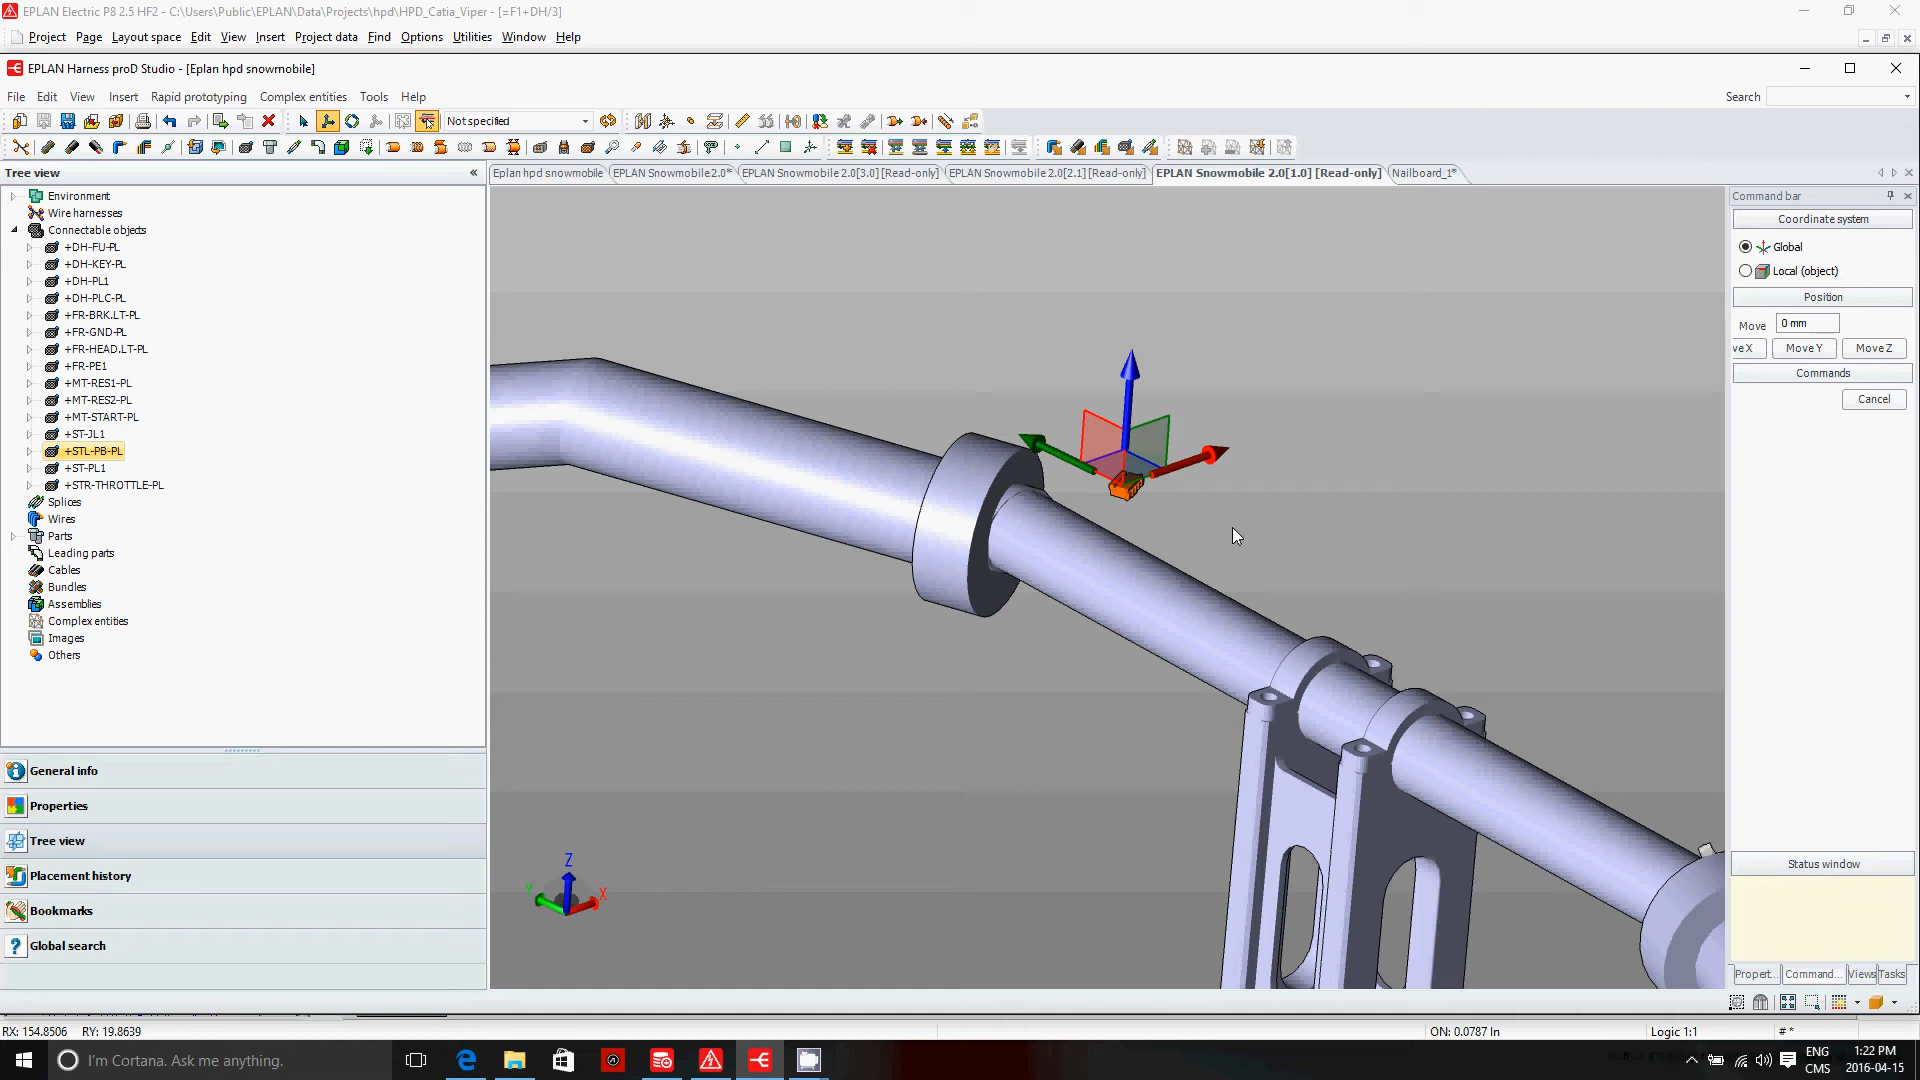 EPLAN Electric P8 2.5 HF2 - C:\Users\Public\EPLAN\Data\Projects\hpd\HPD_Catia_Viper - [=F1+DH/3]
Project Page Layout space Edit View Insert Project data Find Options Utilities Window Help
EPLAN Harness proD Studio - [Eplan hpd snowmobile]
File Edit View Insert Rapid prototyping Complex entities Tools Help Search
Not specified
Tree view «
Eplan hpd snowmobile EPLAN Snowmobile 2.0* EPLAN Snowmobile 2.0[3.0] [Read-only] EPLAN Snowmobile 2.0[2.1] [Read-only] EPLAN Snowmobile 2.0[1.0] [Read-only] Nailboard_1*
Environment
Wire harnesses
Connectable objects
+DH-FU-PL
+DH-KEY-PL
+DH-PL1
+DH-PLC-PL
+FR-BRK.LT-PL
+FR-GND-PL
+FR-HEAD.LT-PL
+FR-PE1
+MT-RES1-PL
+MT-RES2-PL
+MT-START-PL
+ST-JL1
+STL-PB-PL
+ST-PL1
+STR-THROTTLE-PL
Splices
Wires
Parts
Leading parts
Cables
Bundles
Assemblies
Complex entities
Images
Others
General info
Properties
Tree view
Placement history
Bookmarks
Global search
Z
Y
X
Command bar
Coordinate system
Global
Local (object)
Position
Move 0 mm
ve X Move Y Move Z
Commands
Cancel
Status window
Propert... Command... Views Tasks
RX: 154.8506 RY: 19.8639 ON: 0.0787 In Logic 1:1 # *
I'm Cortana. Ask me anything.
ENG 1:22 PM
CMS 2016-04-15